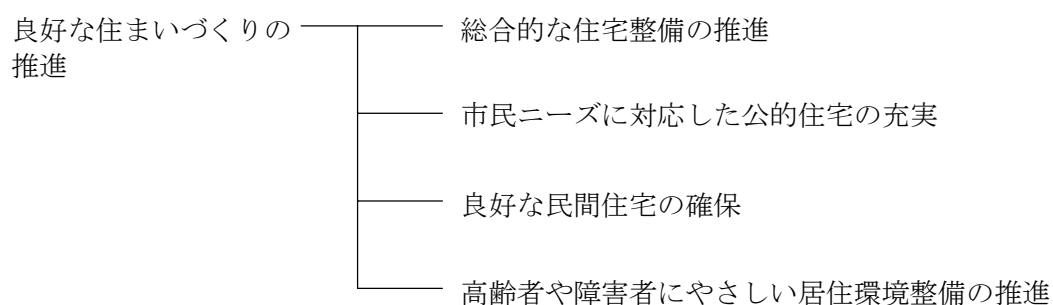 良好な住まいづくりの
推進
総合的な住宅整備の推進
市民ニーズに対応した公的住宅の充実
良好な民間住宅の確保
高齢者や障害者にやさしい居住環境整備の推進